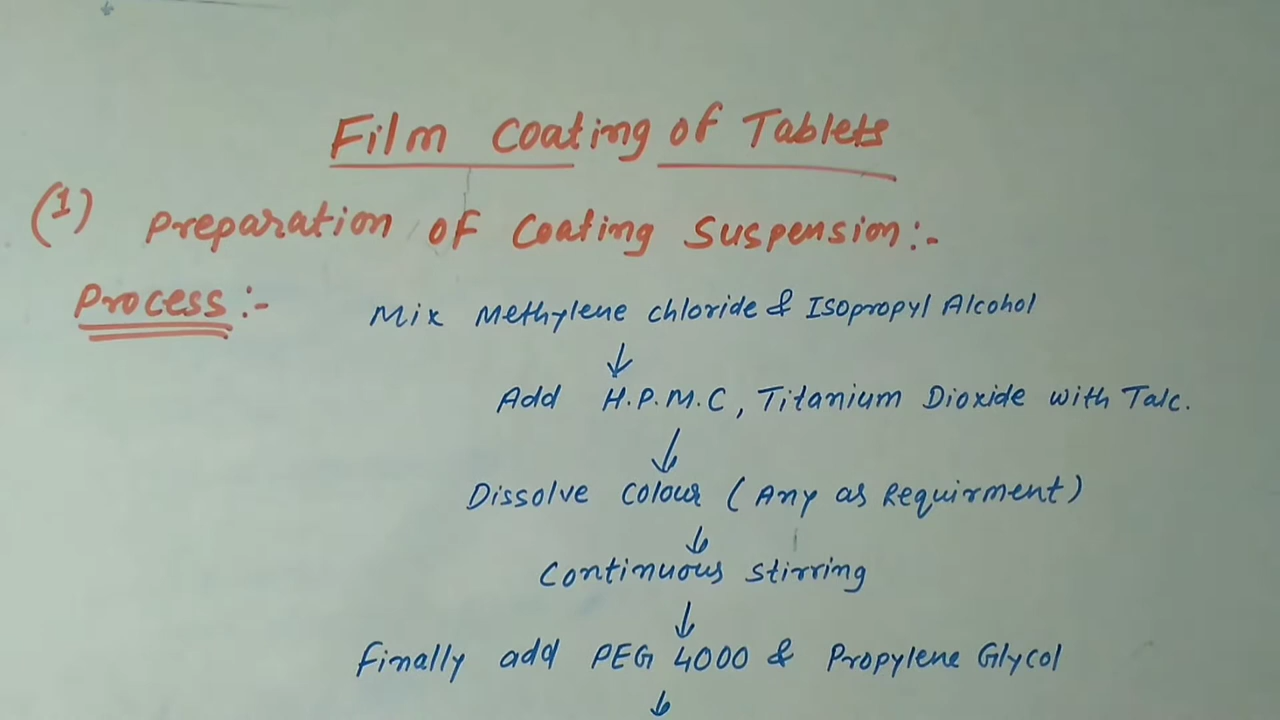 Film Coating of Tablets
(1) Preparation of Coating Suspension:-
Process:-
Mix Methylene chloride & Isopropyl Alcohol
↓
Add H.P.M.C, Titanium Dioxide with Talc.
↓
Dissolve Colour (Any as Requirment)
↓
Continuous stirring
↓
Finally add PEG 4000 & Propylene Glycol
↓